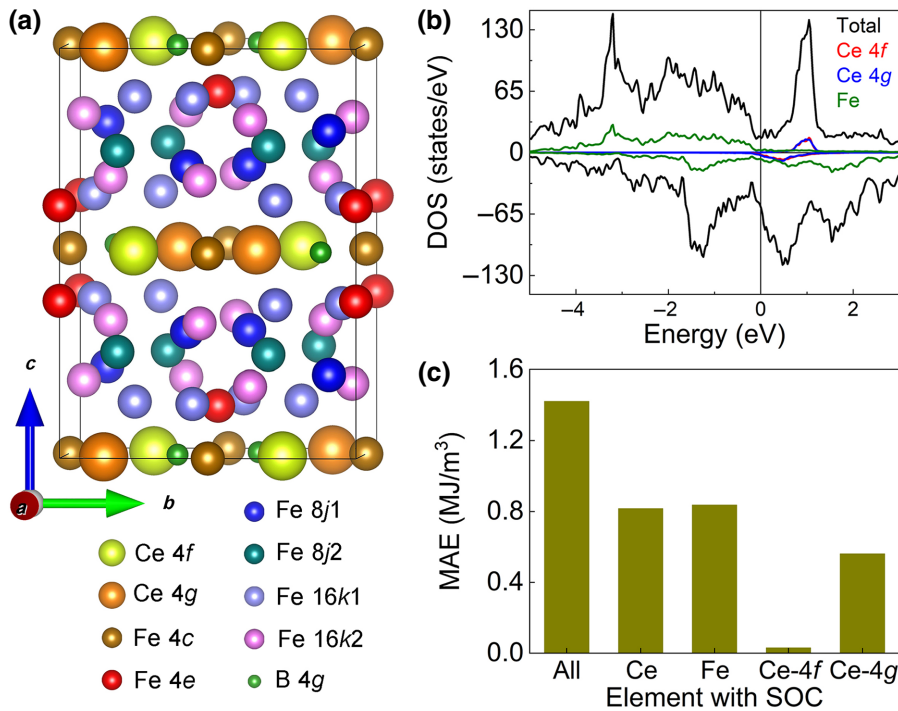 (a)
c
a
b
Ce 4f
Ce 4g
Fe 4c
Fe 4e
Fe 8j1
Fe 8j2
Fe 16k1
Fe 16k2
B 4g
(b)
DOS (states/eV)
130
65
0
−65
−130
−4
−2
0
2
Energy (eV)
Total
Ce 4f
Ce 4g
Fe
(c)
MAE (MJ/m³)
1.6
1.2
0.8
0.4
0.0
All Ce Fe Ce-4f Ce-4g
Element with SOC